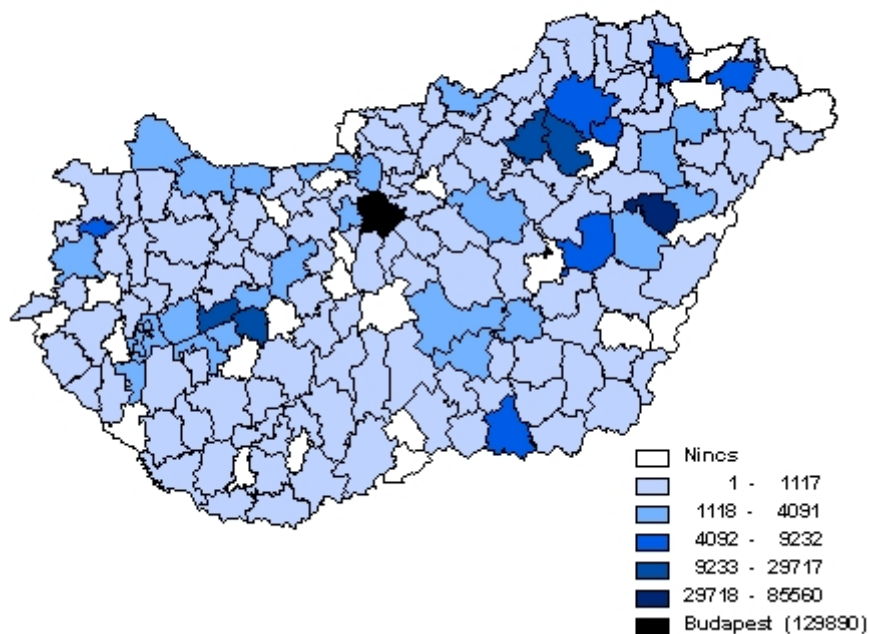 Nincs
1 - 1117
1118 - 4091
4092 - 9232
9233 - 29717
29718 - 85560
Budapest (129890)